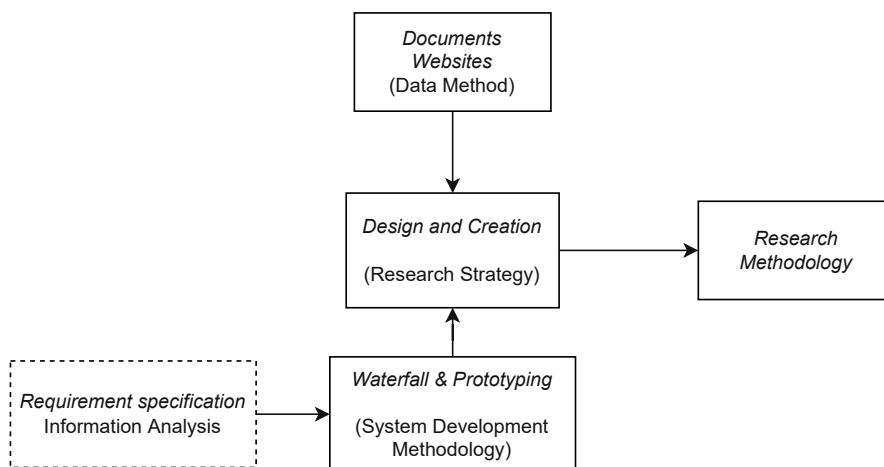 Documents
Websites
(Data Method)
Design and Creation
(Research Strategy)
Research
Methodology
Waterfall & Prototyping
(System Development
Methodology)
Requirement specification
Information Analysis